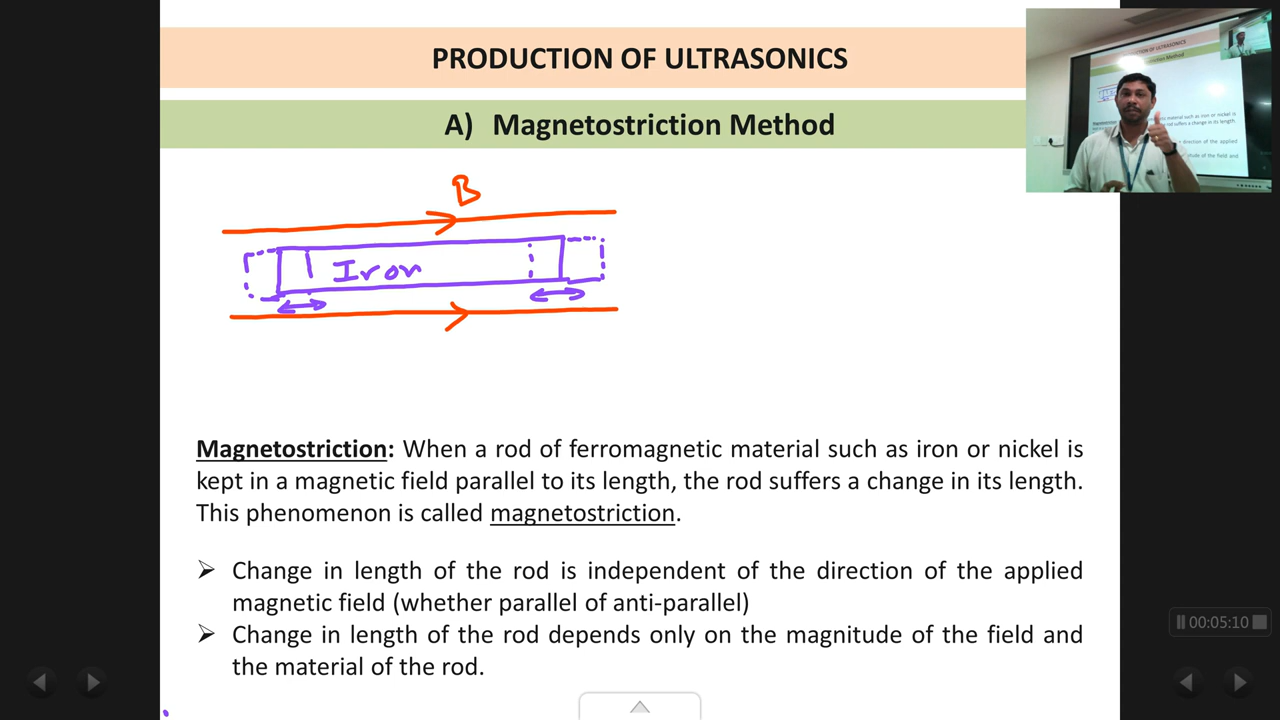 PRODUCTION OF ULTRASONICS
A) Magnetostriction Method
B
Iron
Magnetostriction: When a rod of ferromagnetic material such as iron or nickel is
kept in a magnetic field parallel to its length, the rod suffers a change in its length.
This phenomenon is called magnetostriction.
➢ Change in length of the rod is independent of the direction of the applied
magnetic field (whether parallel of anti-parallel)
➢ Change in length of the rod depends only on the magnitude of the field and
the material of the rod.
00:05:10